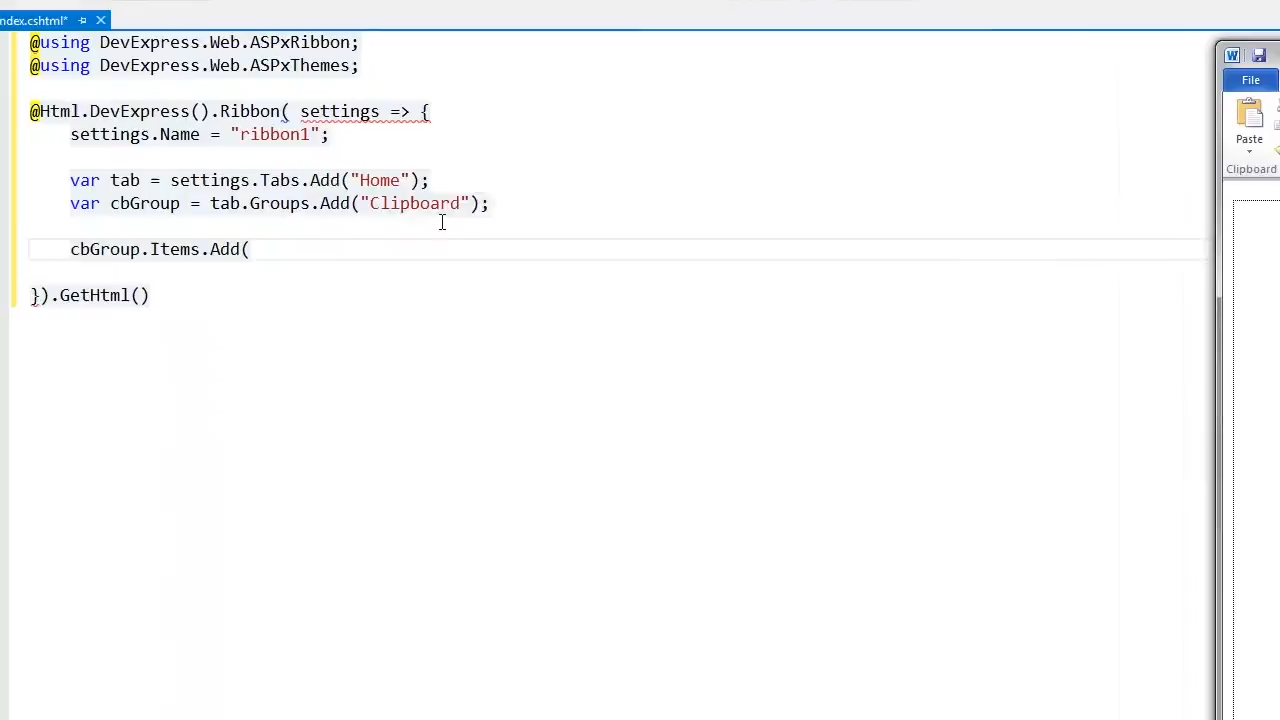 ndex.cshtml*
@using DevExpress.Web.ASPxRibbon;
@using DevExpress.Web.ASPxThemes;
@Html.DevExpress().Ribbon( settings => {
settings.Name = "ribbon1";
var tab = settings.Tabs.Add("Home");
var cbGroup = tab.Groups.Add("Clipboard");
cbGroup.Items.Add(
}).GetHtml()
W
File
Paste
Clipboard